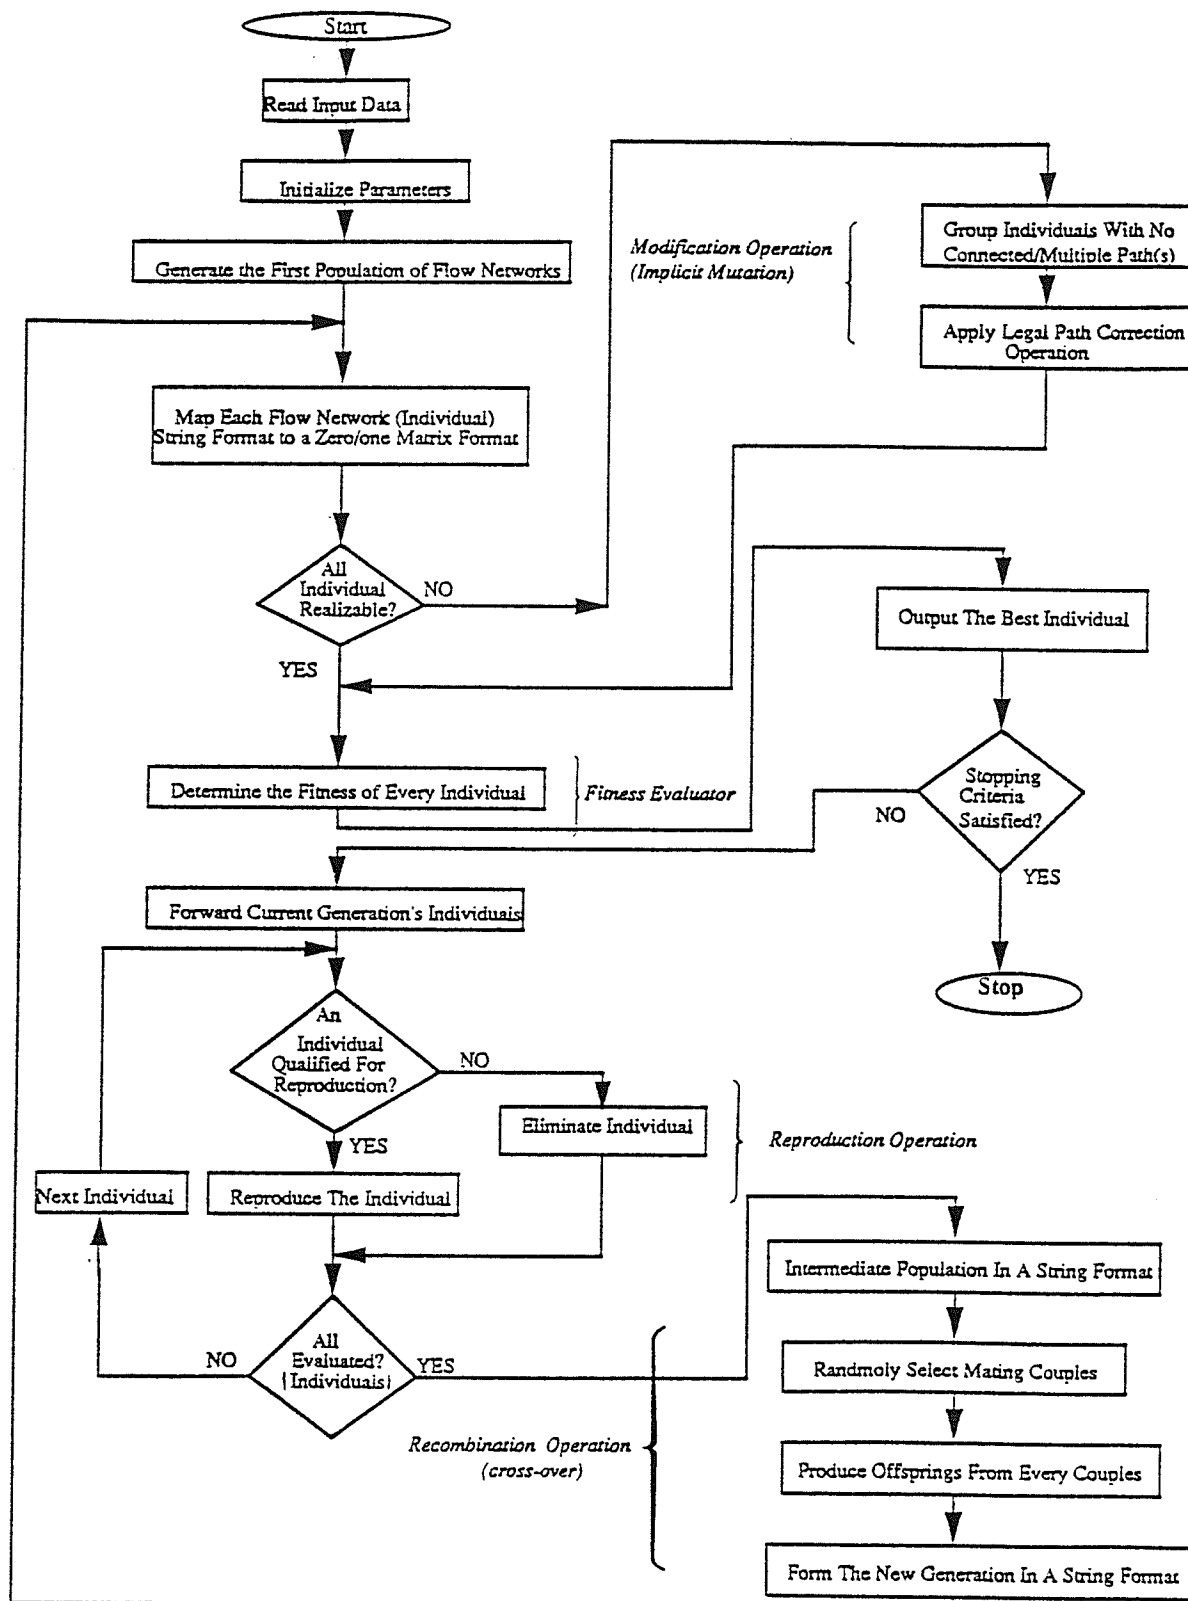 Start
Read Input Data
Initialize Parameters
Generate the First Population of Flow Networks
Modification Operation
(Implicit Mutation)
Group Individuals With No
Connected/Multiple Path(s)
Apply Legal Path Correction
Operation
Map Each Flow Network (Individual)
String Format to a Zero/one Matrix Format
All
Individual
Realizable?
NO
YES
Output The Best Individual
Determine the Fitness of Every Individual
Fitness Evaluator
Stopping
Criteria
Satisfied?
NO
YES
Stop
Forward Current Generation's Individuals
An
Individual
Qualified For
Reproduction?
NO
YES
Eliminate Individual
Reproduction Operation
Next Individual
Reproduce The Individual
All
Evaluated?
(Individuals)
NO
YES
Intermediate Population In A String Format
Randmoly Select Mating Couples
Recombination Operation
(cross-over)
Produce Offsprings From Every Couples
Form The New Generation In A String Format